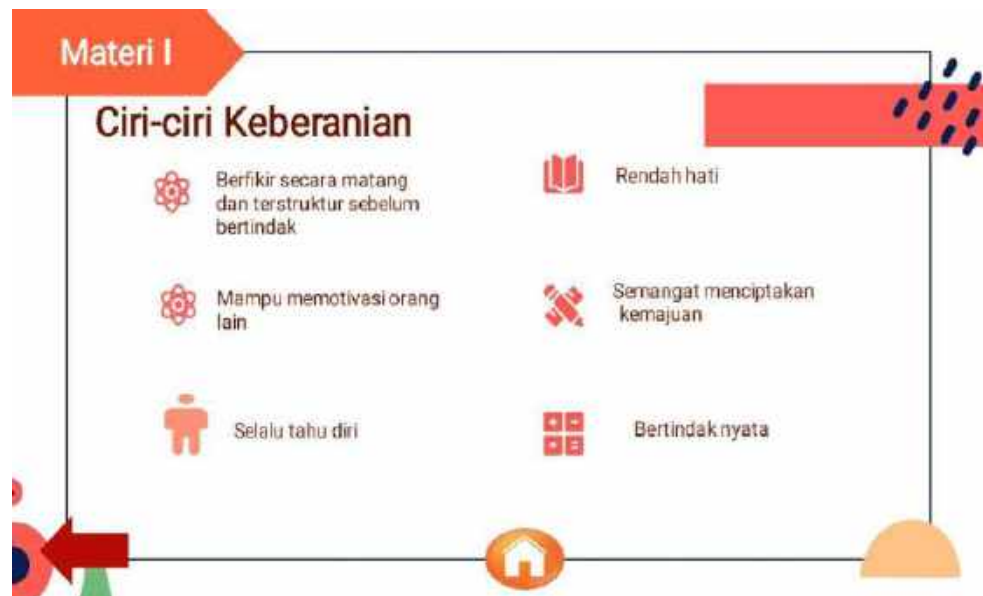 Materi I
Ciri-ciri Keberanian
Berfikir secara matang
dan terstruktur sebelum
bertindak
Mampu memotivasi orang
lain
Selalu tahu diri
Rendah hati
Semangat menciptakan
kemajuan
Bertindak nyata